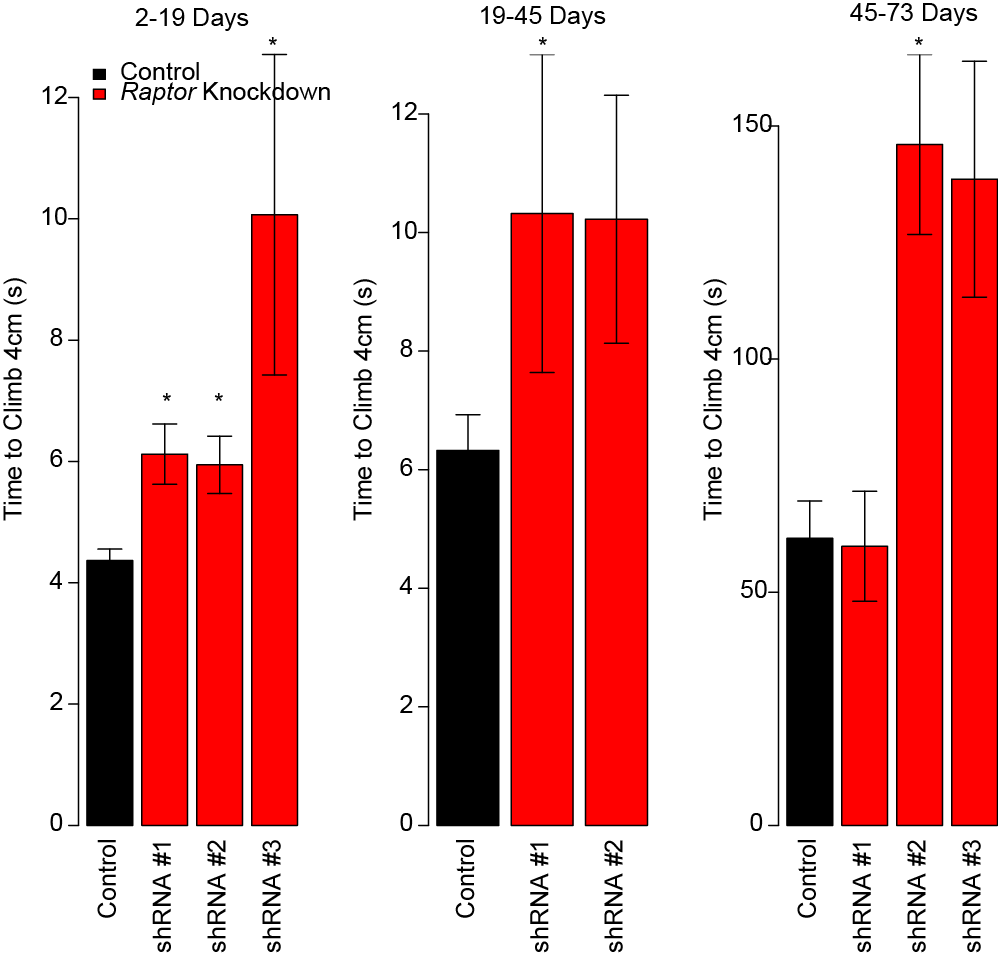 2-19 Days
*
Control
Raptor Knockdown
12
10
8
6
4
2
0
Time to Climb 4cm (s)
*
*
Control
shRNA #1
shRNA #2
shRNA #3
19-45 Days
*
12
10
8
6
4
2
0
Time to Climb 4cm (s)
Control
shRNA #1
shRNA #2
45-73 Days
*
150
100
50
0
Time to Climb 4cm (s)
Control
shRNA #1
shRNA #2
shRNA #3